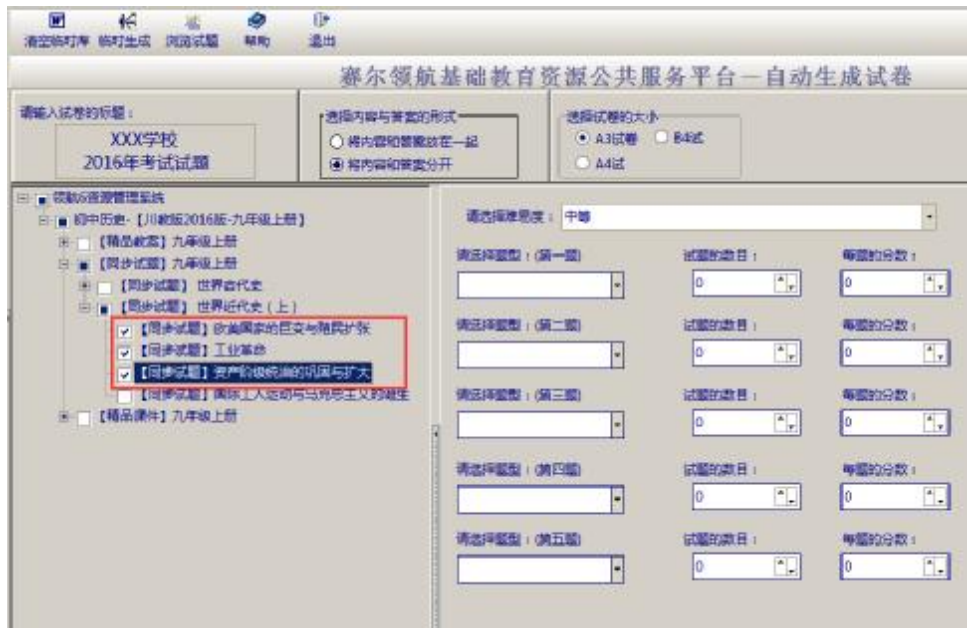 清空临时库 临时生成 浏览试题 帮助 退出
赛尔领航基础教育资源公共服务平台—自动生成试卷
请输入试卷的标题：
XXX学校
2016年考试试题
选择内容与答案的形式
将内容和答案放在一起
将内容和答案分开
选择试卷的大小
A3试卷 B4试
A4试
领航6资源管理系统
初中历史-【川教版2016版-九年级上册】
【精品教案】九年级上册
【同步试题】九年级上册
【同步试题】世界古代史
【同步试题】世界近代史（上）
【同步试题】欧美国家的巨变与殖民扩张
【同步试题】工业革命
【同步试题】资产阶级统治的巩固与扩大
【同步试题】国际工人运动与马克思主义的诞生
【精品课件】九年级上册
请选择难易度： 中等
请选择题型：(第一题) 试题的数目： 每题的分数：
0 0
请选择题型：(第二题) 试题的数目： 每题的分数：
0 0
请选择题型：(第三题) 试题的数目： 每题的分数：
0 0
请选择题型：(第四题) 试题的数目： 每题的分数：
0 0
请选择题型：(第五题) 试题的数目： 每题的分数：
0 0